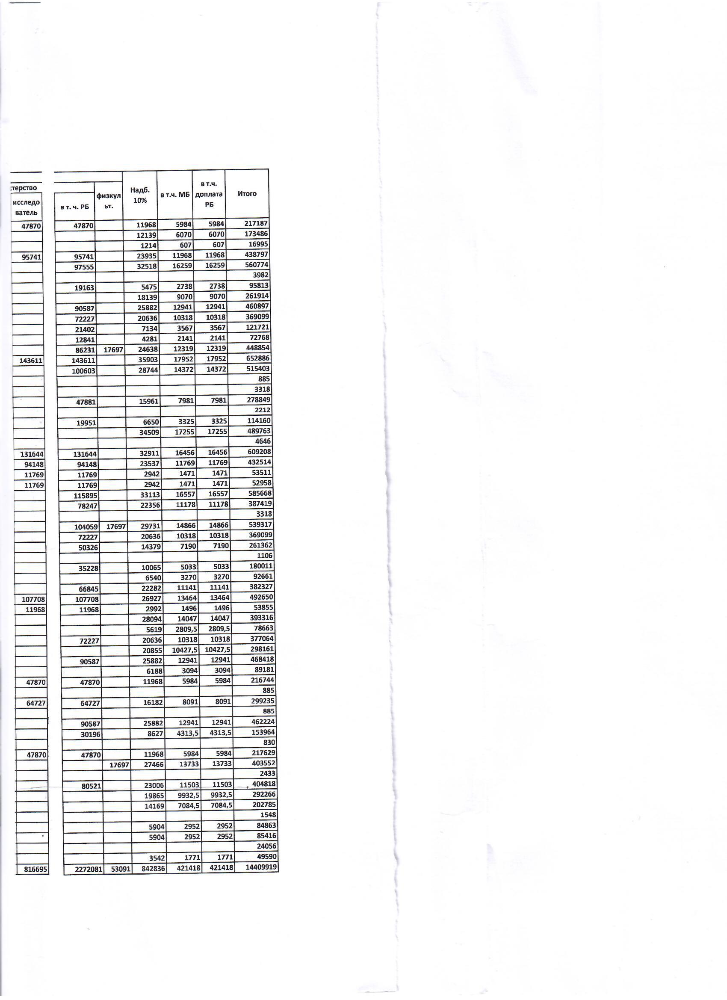 терство
исследо
ватель
в т. ч. РБ
физкул
ьт.
Надб.
10%
в т.ч. МБ
в т.ч.
доплата
РБ
Итого
47870 47870 11968 5984 5984 217187
12139 6070 6070 173486
1214 607 607 16995
95741 95741 23935 11968 11968 438797
97555 32518 16259 16259 560774
3982
19163 5475 2738 2738 95813
18139 9070 9070 261914
90587 25882 12941 12941 460897
72227 20636 10318 10318 369099
21402 7134 3567 3567 121721
12841 4281 2141 2141 72768
86231 17697 24638 12319 12319 448854
143611 143611 35903 17952 17952 652886
100603 28744 14372 14372 515403
885
3318
47881 15961 7981 7981 278849
2212
19951 6650 3325 3325 114160
34509 17255 17255 489763
4646
131644 131644 32911 16456 16456 609208
94148 94148 23537 11769 11769 432514
11769 11769 2942 1471 1471 53511
11769 11769 2942 1471 1471 52958
115895 33113 16557 16557 585668
78247 22356 11178 11178 387419
3318
104059 17697 29731 14866 14866 539317
72227 20636 10318 10318 369099
50326 14379 7190 7190 261362
1106
35228 10065 5033 5033 180011
6540 3270 3270 92661
66845 22282 11141 11141 382327
107708 107708 26927 13464 13464 492650
11968 11968 2992 1496 1496 53855
28094 14047 14047 393316
5619 2809,5 2809,5 78663
72227 20636 10318 10318 377064
20855 10427,5 10427,5 298161
90587 25882 12941 12941 468418
6188 3094 3094 89181
47870 47870 11968 5984 5984 216744
885
64727 64727 16182 8091 8091 299235
885
90587 25882 12941 12941 462224
30196 8627 4313,5 4313,5 153964
830
47870 47870 11968 5984 5984 217629
17697 27466 13733 13733 403552
2433
80521 23006 11503 11503 404818
19865 9932,5 9932,5 292266
14169 7084,5 7084,5 202785
1548
5904 2952 2952 84863
5904 2952 2952 85416
24056
3542 1771 1771 49590
816695 2272081 53091 842836 421418 421418 14409919